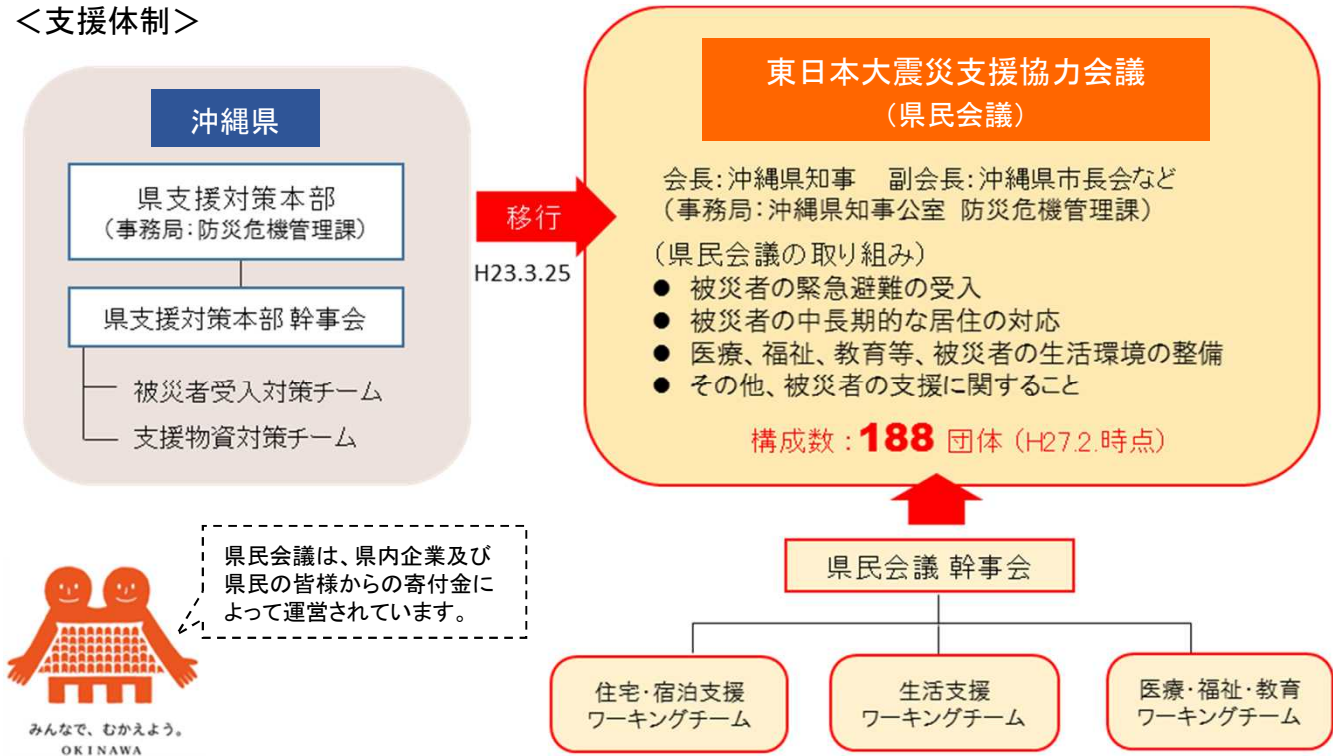 ＜支援体制＞
沖縄県
県支援対策本部
（事務局：防災危機管理課）
県支援対策本部 幹事会
被災者受入対策チーム
支援物資対策チーム
移行
H23.3.25
東日本大震災支援協力会議
（県民会議）
会長：沖縄県知事　副会長：沖縄県市長会など
（事務局：沖縄県知事公室 防災危機管理課）
（県民会議の取り組み）
● 被災者の緊急避難の受入
● 被災者の中長期的な居住の対応
● 医療、福祉、教育等、被災者の生活環境の整備
● その他、被災者の支援に関すること
構成数：188 団体（H27.2.時点）
県民会議 幹事会
住宅・宿泊支援
ワーキングチーム
生活支援
ワーキングチーム
医療・福祉・教育
ワーキングチーム
県民会議は、県内企業及び
県民の皆様からの寄付金に
よって運営されています。
みんなで、むかえよう。
OKINAWA